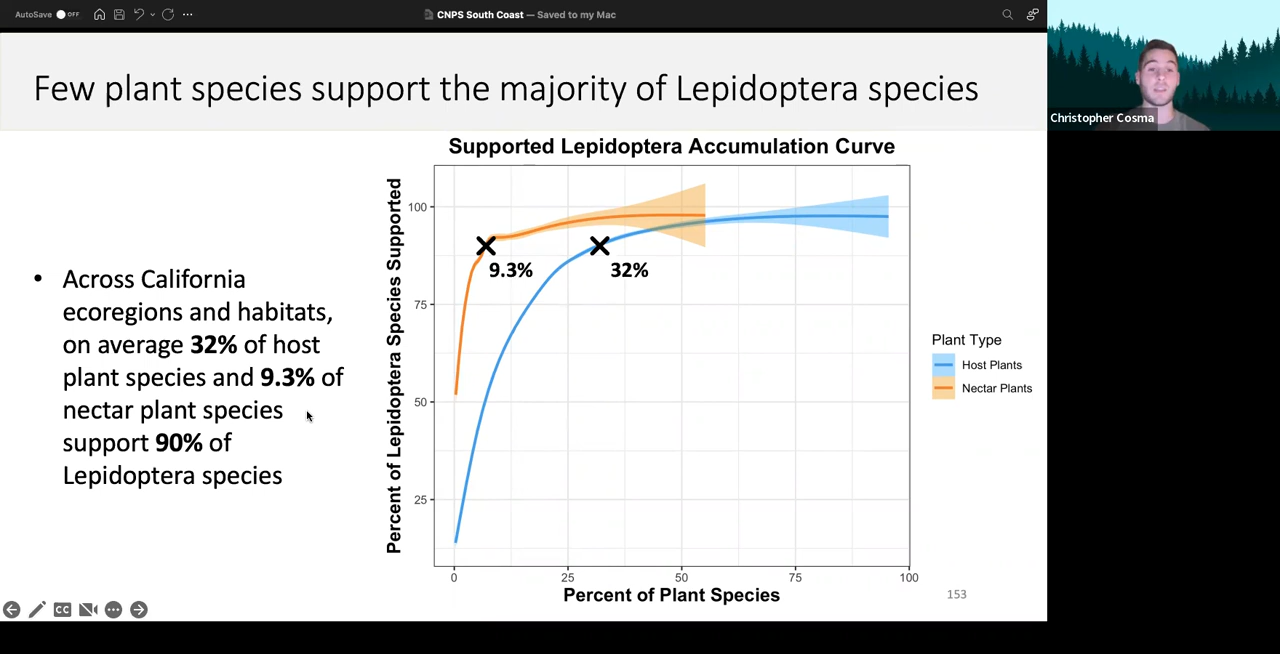 AutoSave OFF
CNPS South Coast — Saved to my Mac
Few plant species support the majority of Lepidoptera species
Christopher Cosma
• Across California
ecoregions and habitats,
on average 32% of host
plant species and 9.3% of
nectar plant species
support 90% of
Lepidoptera species
Supported Lepidoptera Accumulation Curve
Percent of Lepidoptera Species Supported
100
75
50
25
9.3%
32%
0 25 50 75 100
Percent of Plant Species
Plant Type
Host Plants
Nectar Plants
153
CC